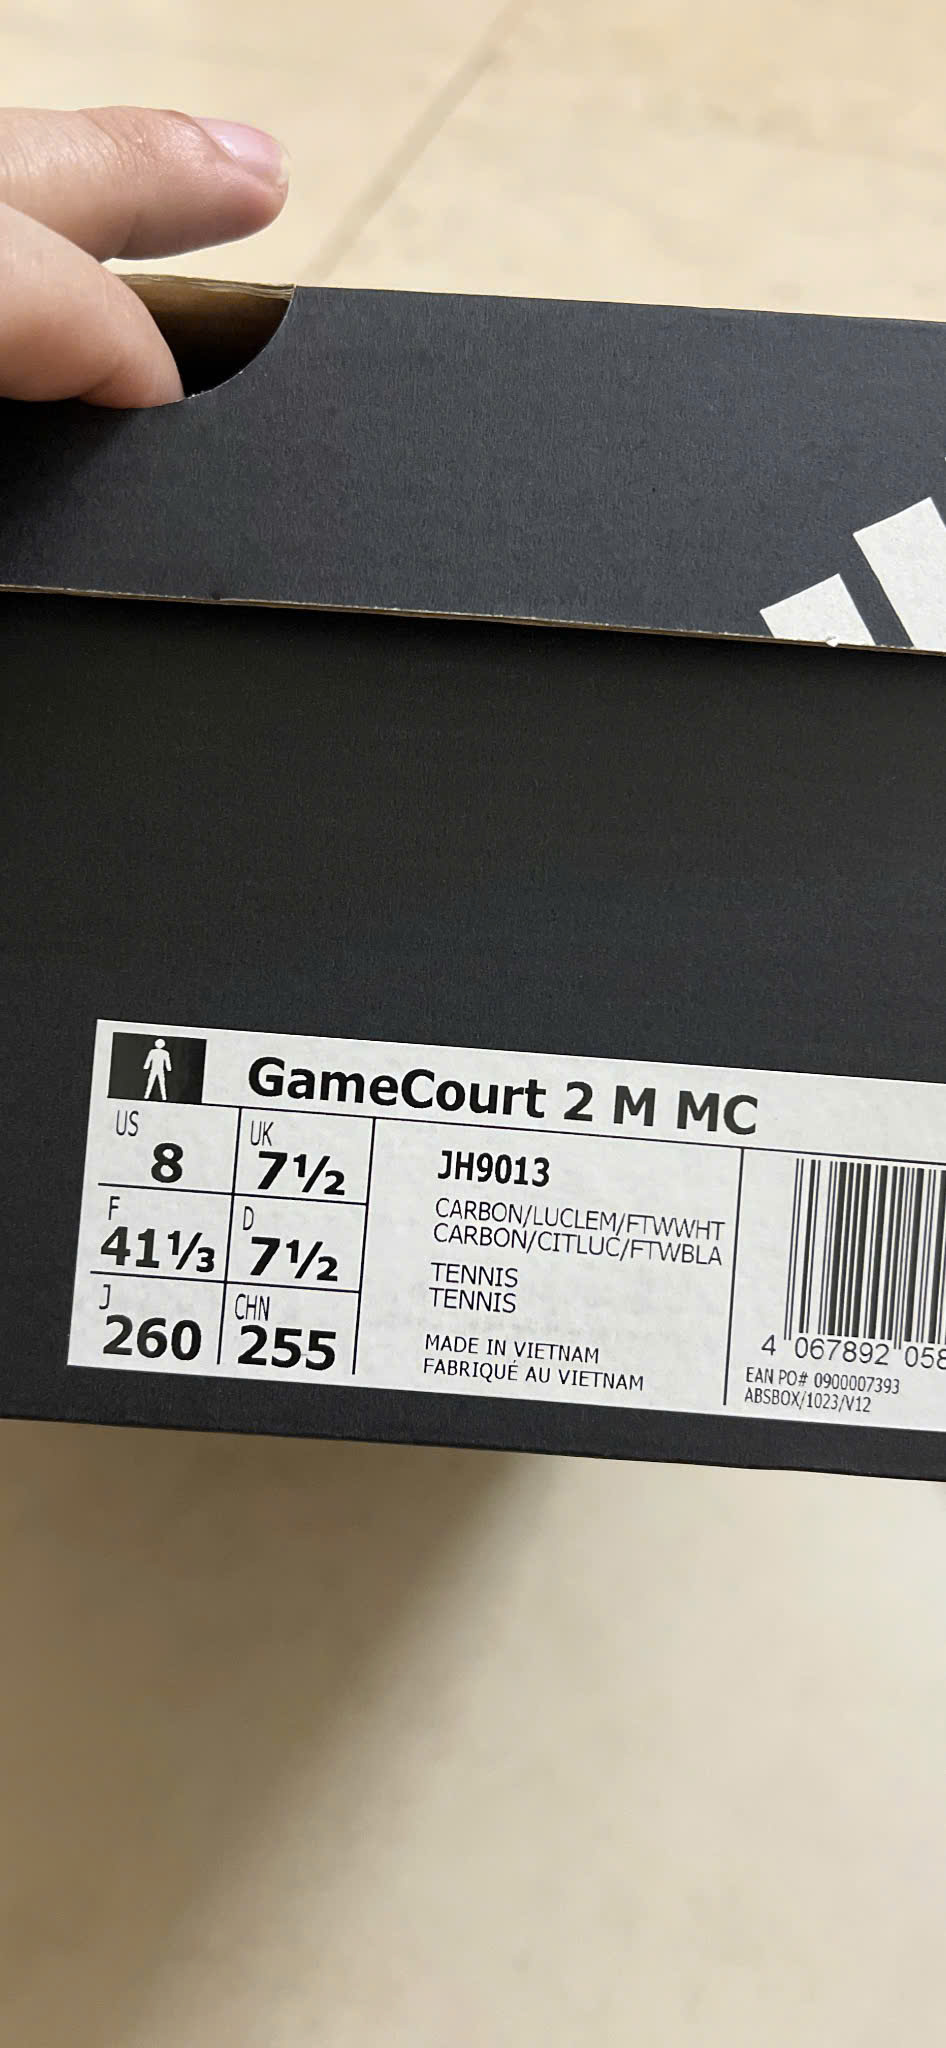 GameCourt 2 M MC
US
8
UK
7½
F
41⅓
D
7½
J
260
CHN
255
JH9013
CARBON/LUCLEM/FTWWHT
CARBON/CITLUC/FTWBLA
TENNIS
TENNIS
MADE IN VIETNAM
FABRIQUÉ AU VIETNAM
4 067892 058
EAN PO# 0900007393
ABSBOX/1023/V12